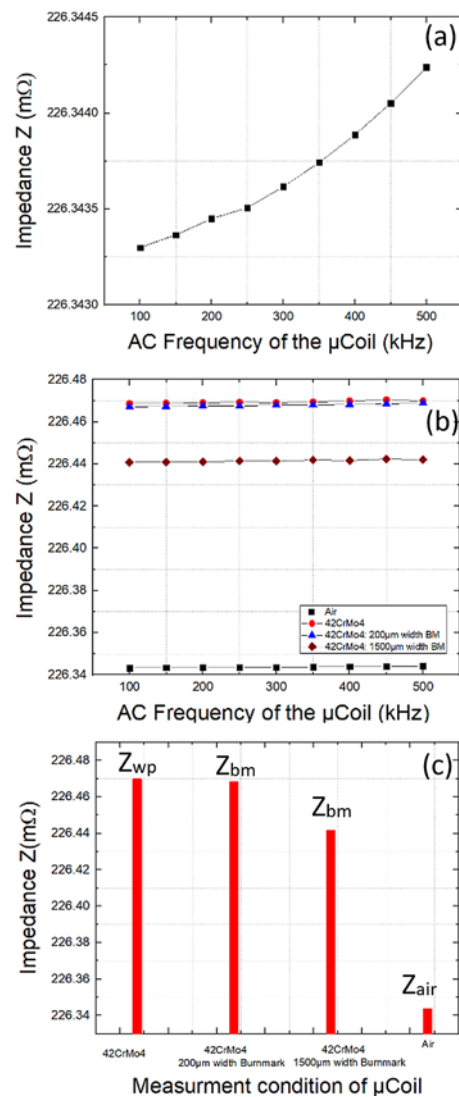 (a)
Impedance Z (mΩ)
226.3445
226.3440
226.3435
226.3430
100 150 200 250 300 350 400 450 500
AC Frequency of the µCoil (kHz)
(b)
Impedance Z (mΩ)
226.48
226.46
226.44
226.42
226.40
226.38
226.36
226.34
Air
42CrMo4
42CrMo4: 200µm width BM
42CrMo4: 1500µm width BM
100 150 200 250 300 350 400 450 500
AC Frequency of the µCoil (kHz)
(c)
Impedance Z(mΩ)
226.48
226.46
226.44
226.42
226.40
226.38
226.36
226.34
Zwp
Zbm
Zbm
Zair
42CrMo4
42CrMo4
200µm width Burnmark
42CrMo4
1500µm width Burnmark
Air
Measurment condition of µCoil